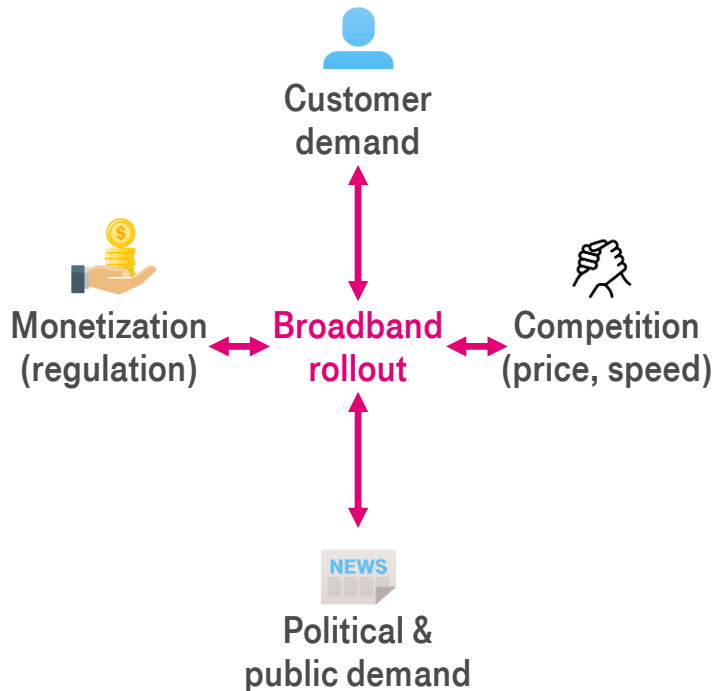 Customer
demand
$
Monetization
(regulation)
Broadband
rollout
Competition
(price, speed)
NEWS
Political &
public demand